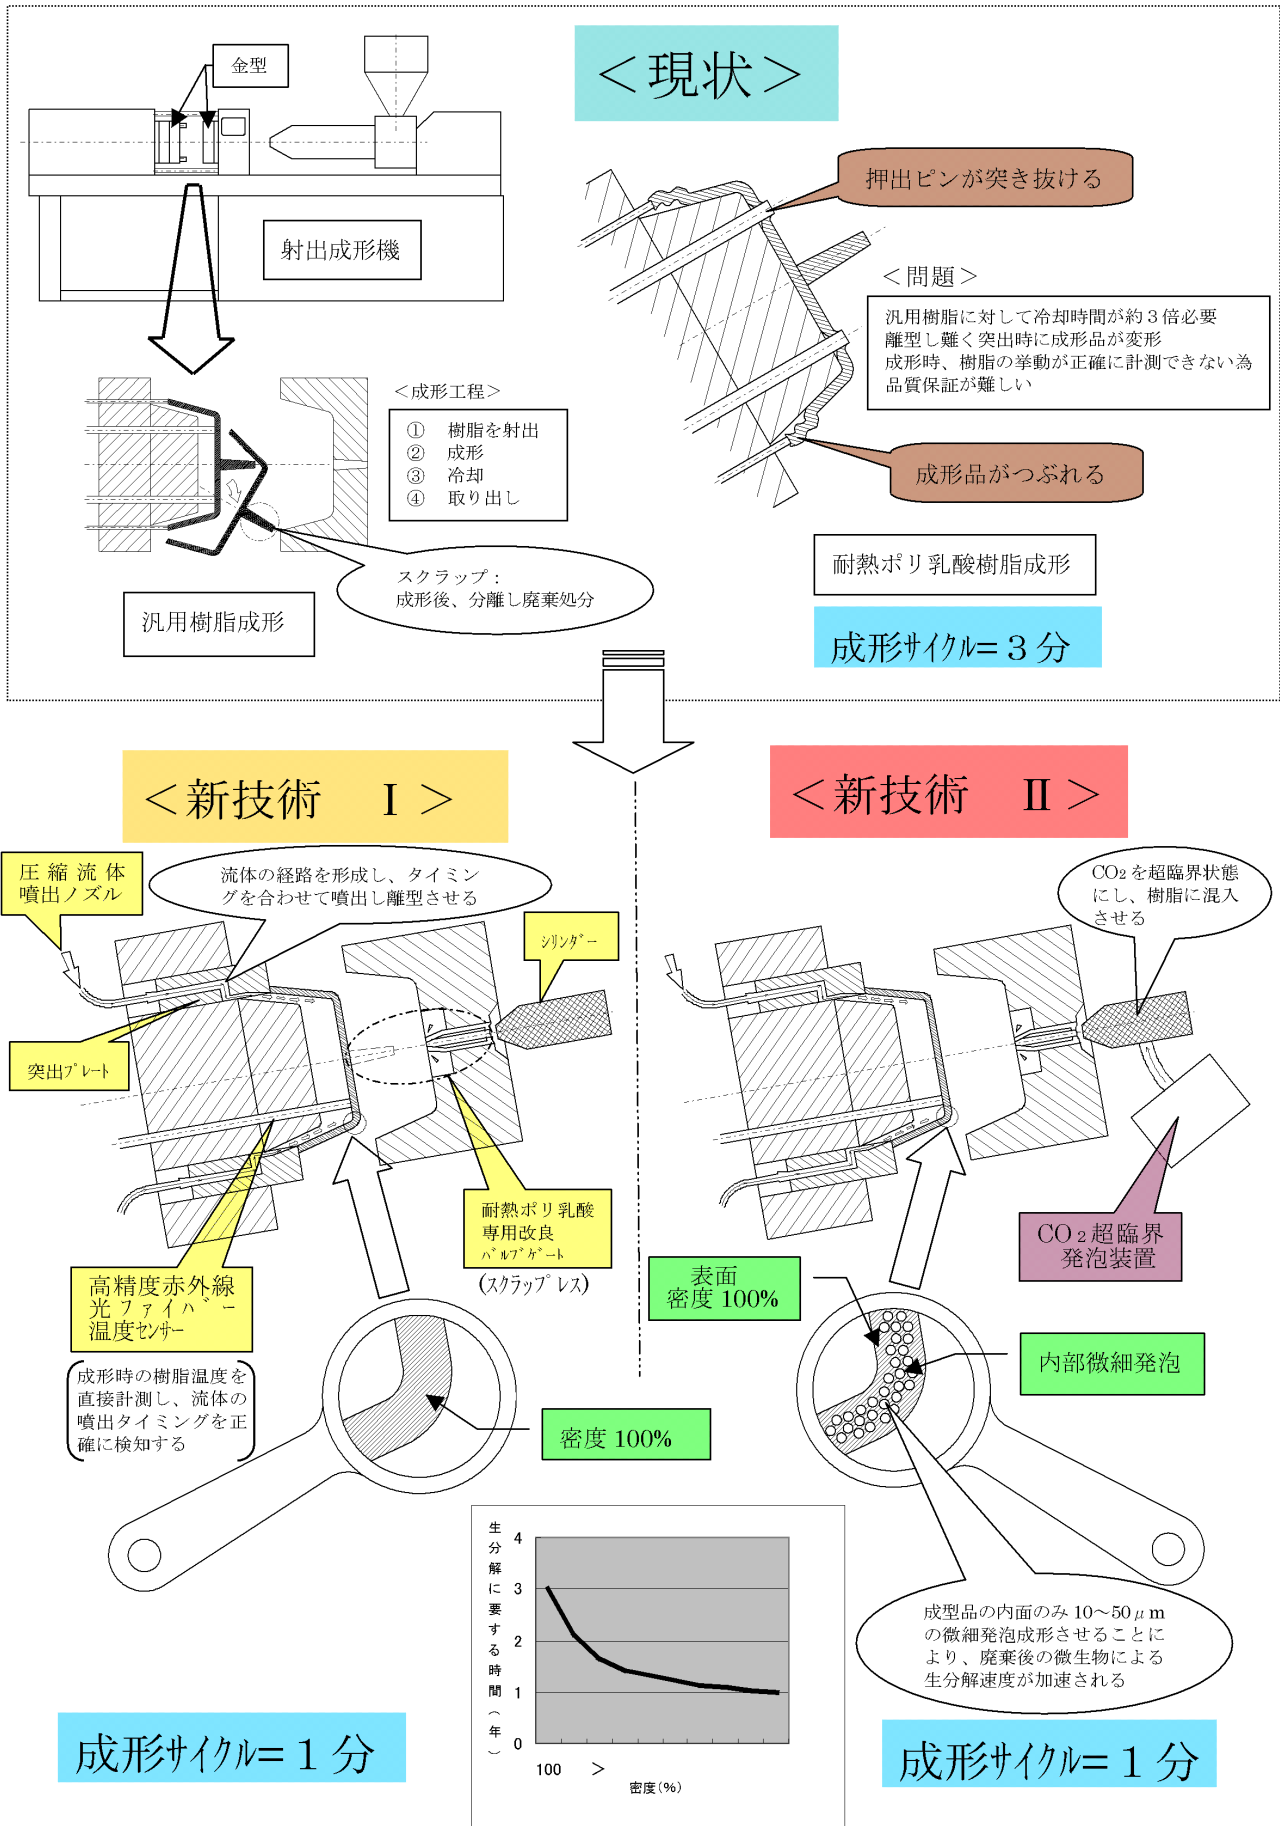 ＜現状＞
金型
射出成形機
押出ピンが突き抜ける
＜問題＞
汎用樹脂に対して冷却時間が約３倍必要
離型し難く突出時に成形品が変形
成形時、樹脂の挙動が正確に計測できない為
品質保証が難しい
＜成形工程＞
① 樹脂を射出
② 成形
③ 冷却
④ 取り出し
成形品がつぶれる
スクラップ：
成形後、分離し廃棄処分
汎用樹脂成形
耐熱ポリ乳酸樹脂成形
成形ｻｲｸﾙ=３分
＜新技術　Ⅰ＞
圧縮流体
噴出ノズル
流体の経路を形成し、タイミン
グを合わせて噴出し離型させる
ｼﾘﾝﾀﾞｰ
突出ﾌﾟﾚｰﾄ
耐熱ポリ乳酸
専用改良
ﾊﾞﾙﾌﾞｹﾞｰﾄ
(ｽｸﾗｯﾌﾟﾚｽ)
高精度赤外線
光ファイバー
温度ｾﾝｻｰ
成形時の樹脂温度を
直接計測し、流体の
噴出タイミングを正
確に検知する
密度 100%
成形ｻｲｸﾙ=１分
＜新技術　Ⅱ＞
CO₂を超臨界状態
にし、樹脂に混入
させる
CO₂超臨界
発泡装置
表面
密度 100%
内部微細発泡
成型品の内面のみ 10～50μm
の微細発泡成形させることに
より、廃棄後の微生物による
生分解速度が加速される
成形ｻｲｸﾙ=１分
生分解に要する時間（年）
4
3
2
1
0
100　＞
密度(%)